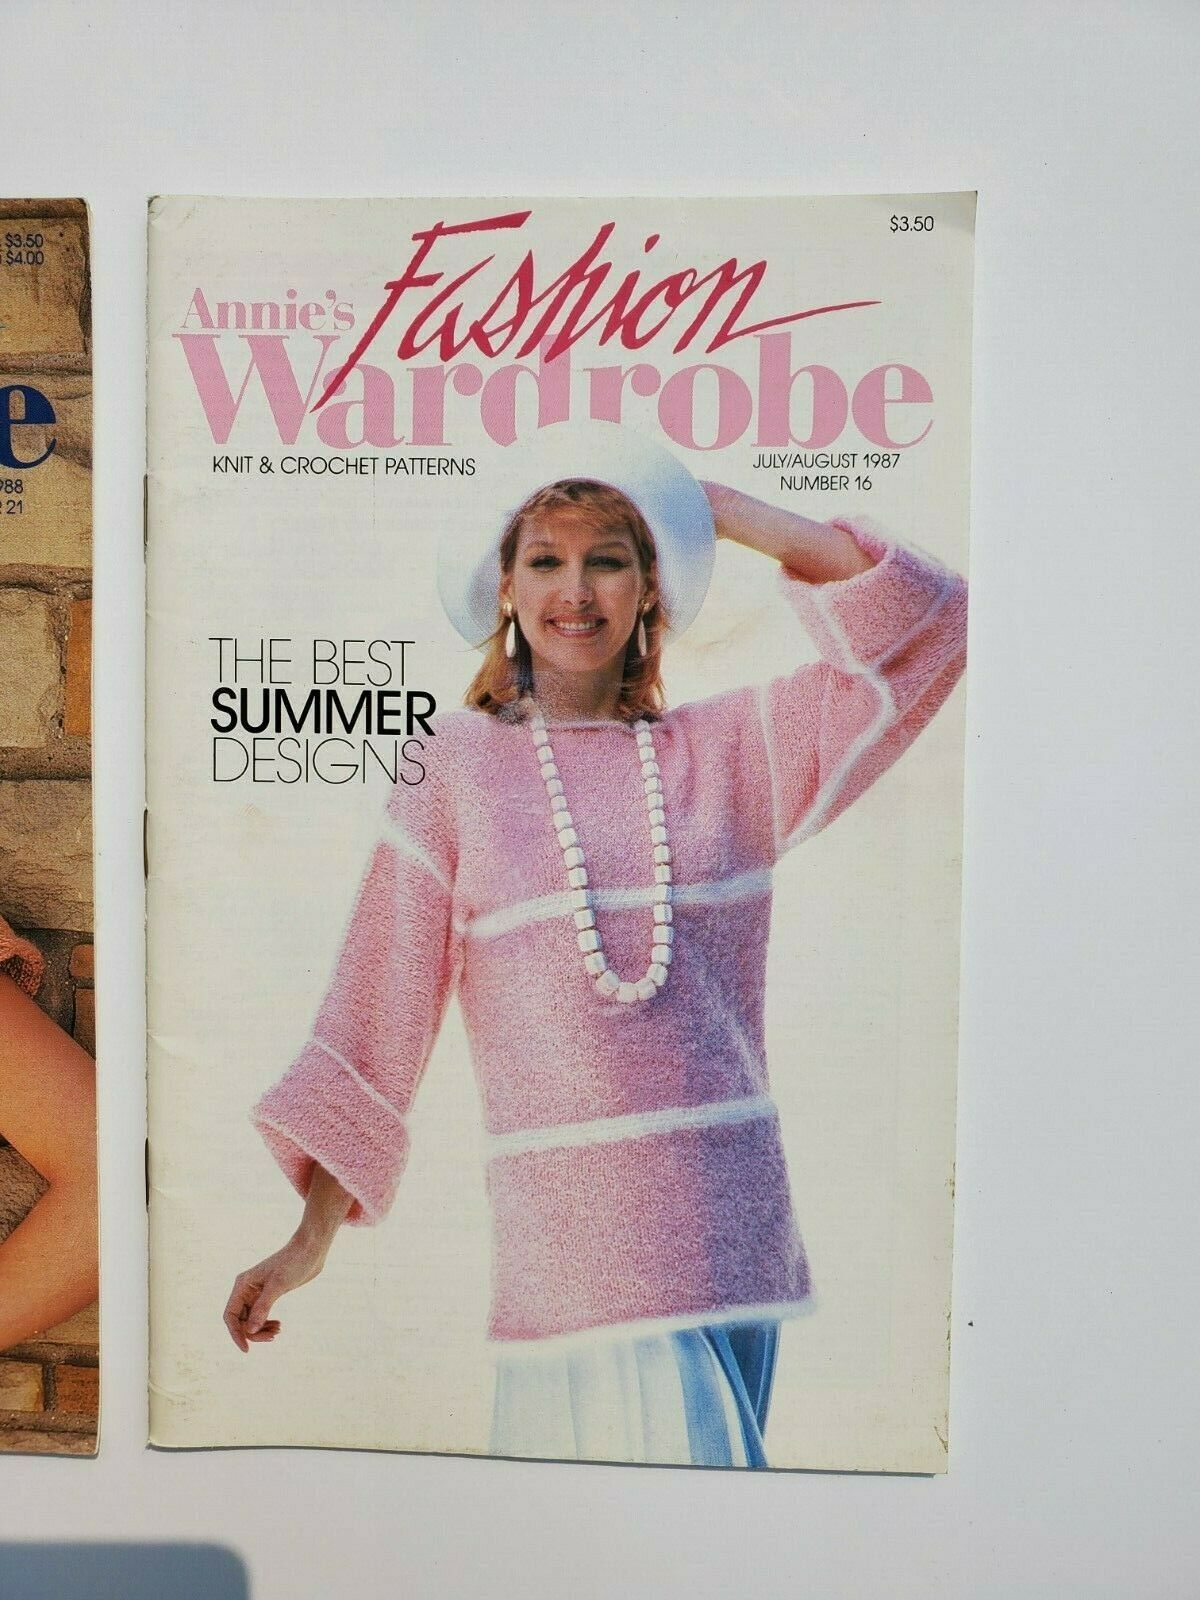 $3.50
$4.00
e
988
21
$3.50
Annie's Fashion
Wardrobe
KNIT & CROCHET PATTERNS
JULY/AUGUST 1987
NUMBER 16
THE BEST
SUMMER
DESIGNS